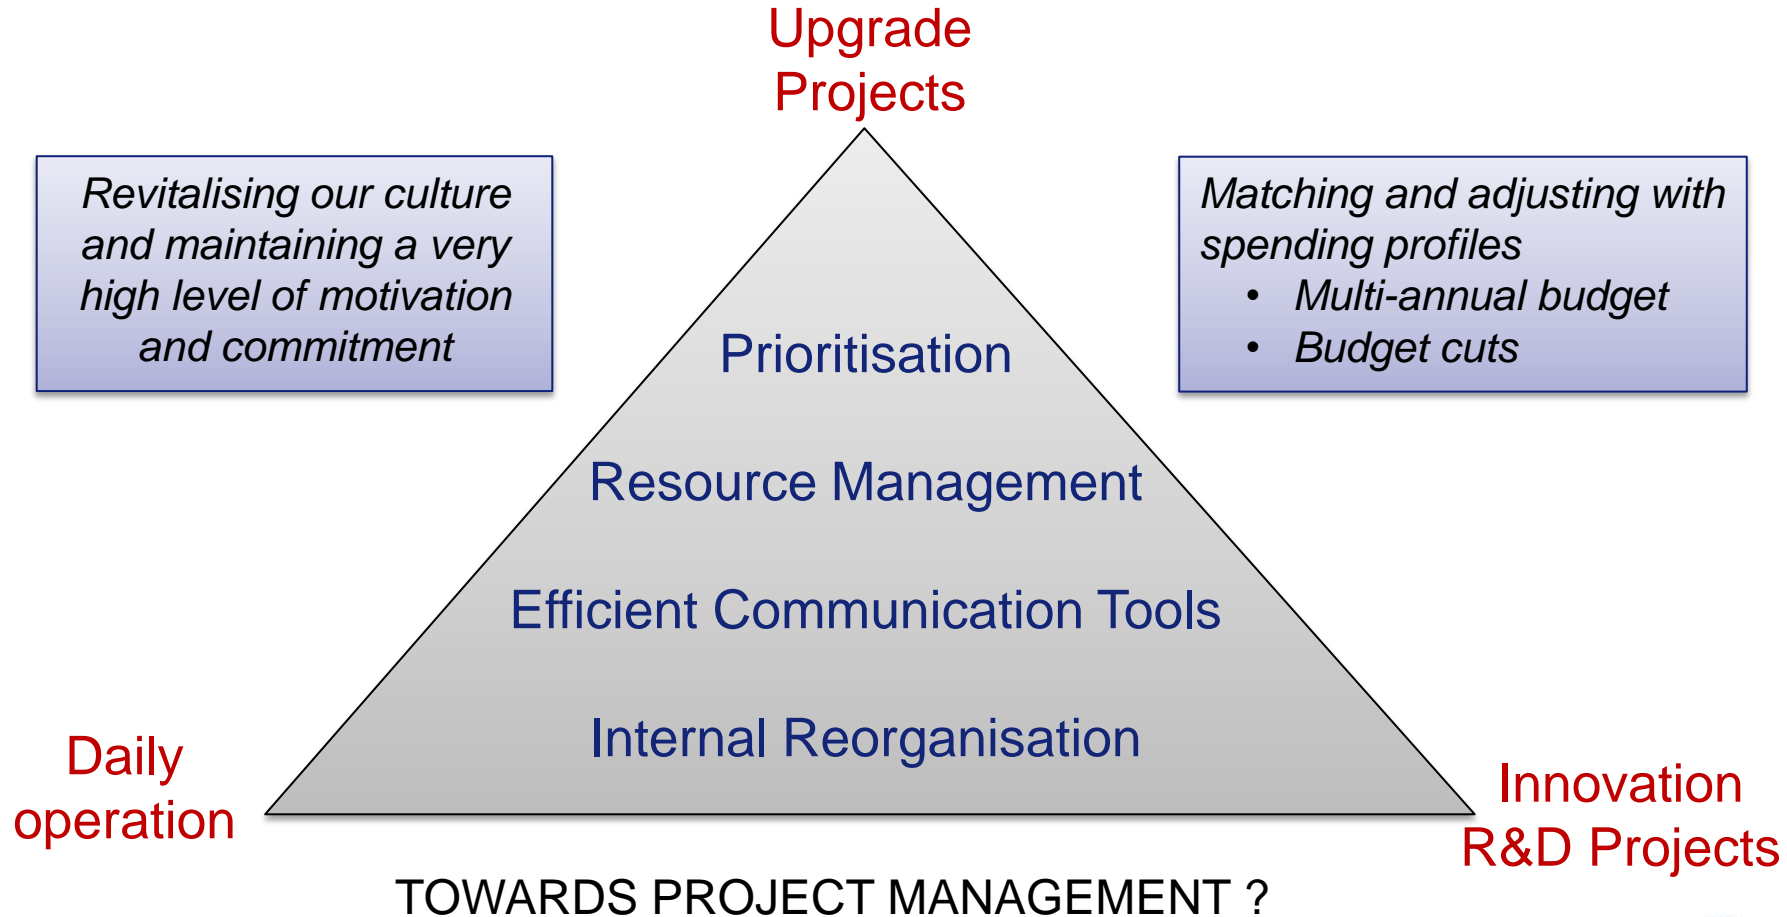 Upgrade
Projects
Revitalising our culture
and maintaining a very
high level of motivation
and commitment
Matching and adjusting with
spending profiles
• Multi-annual budget
• Budget cuts
Prioritisation
Resource Management
Efficient Communication Tools
Internal Reorganisation
Daily
operation
Innovation
R&D Projects
TOWARDS PROJECT MANAGEMENT ?